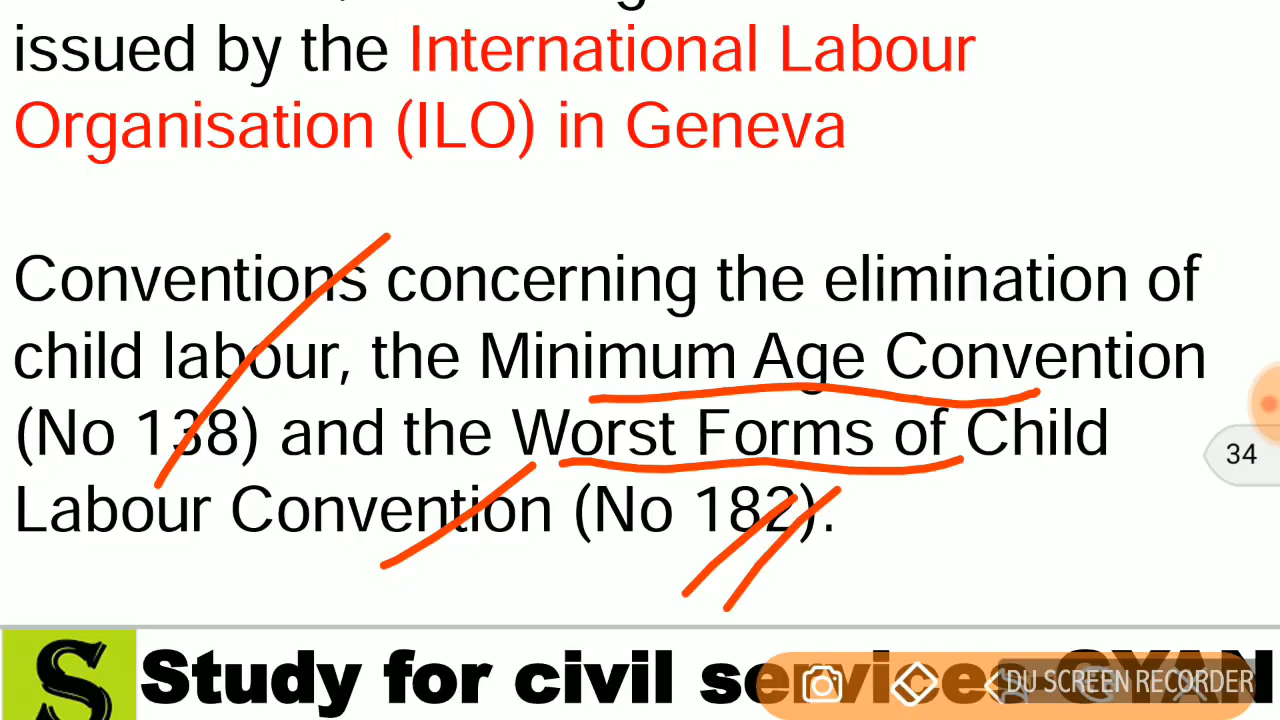 issued by the International Labour
Organisation (ILO) in Geneva
Conventions concerning the elimination of
child labour, the Minimum Age Convention
(No 138) and the Worst Forms of Child
Labour Convention (No 182).
34
S Study for civil services GYAN
DU SCREEN RECORDER